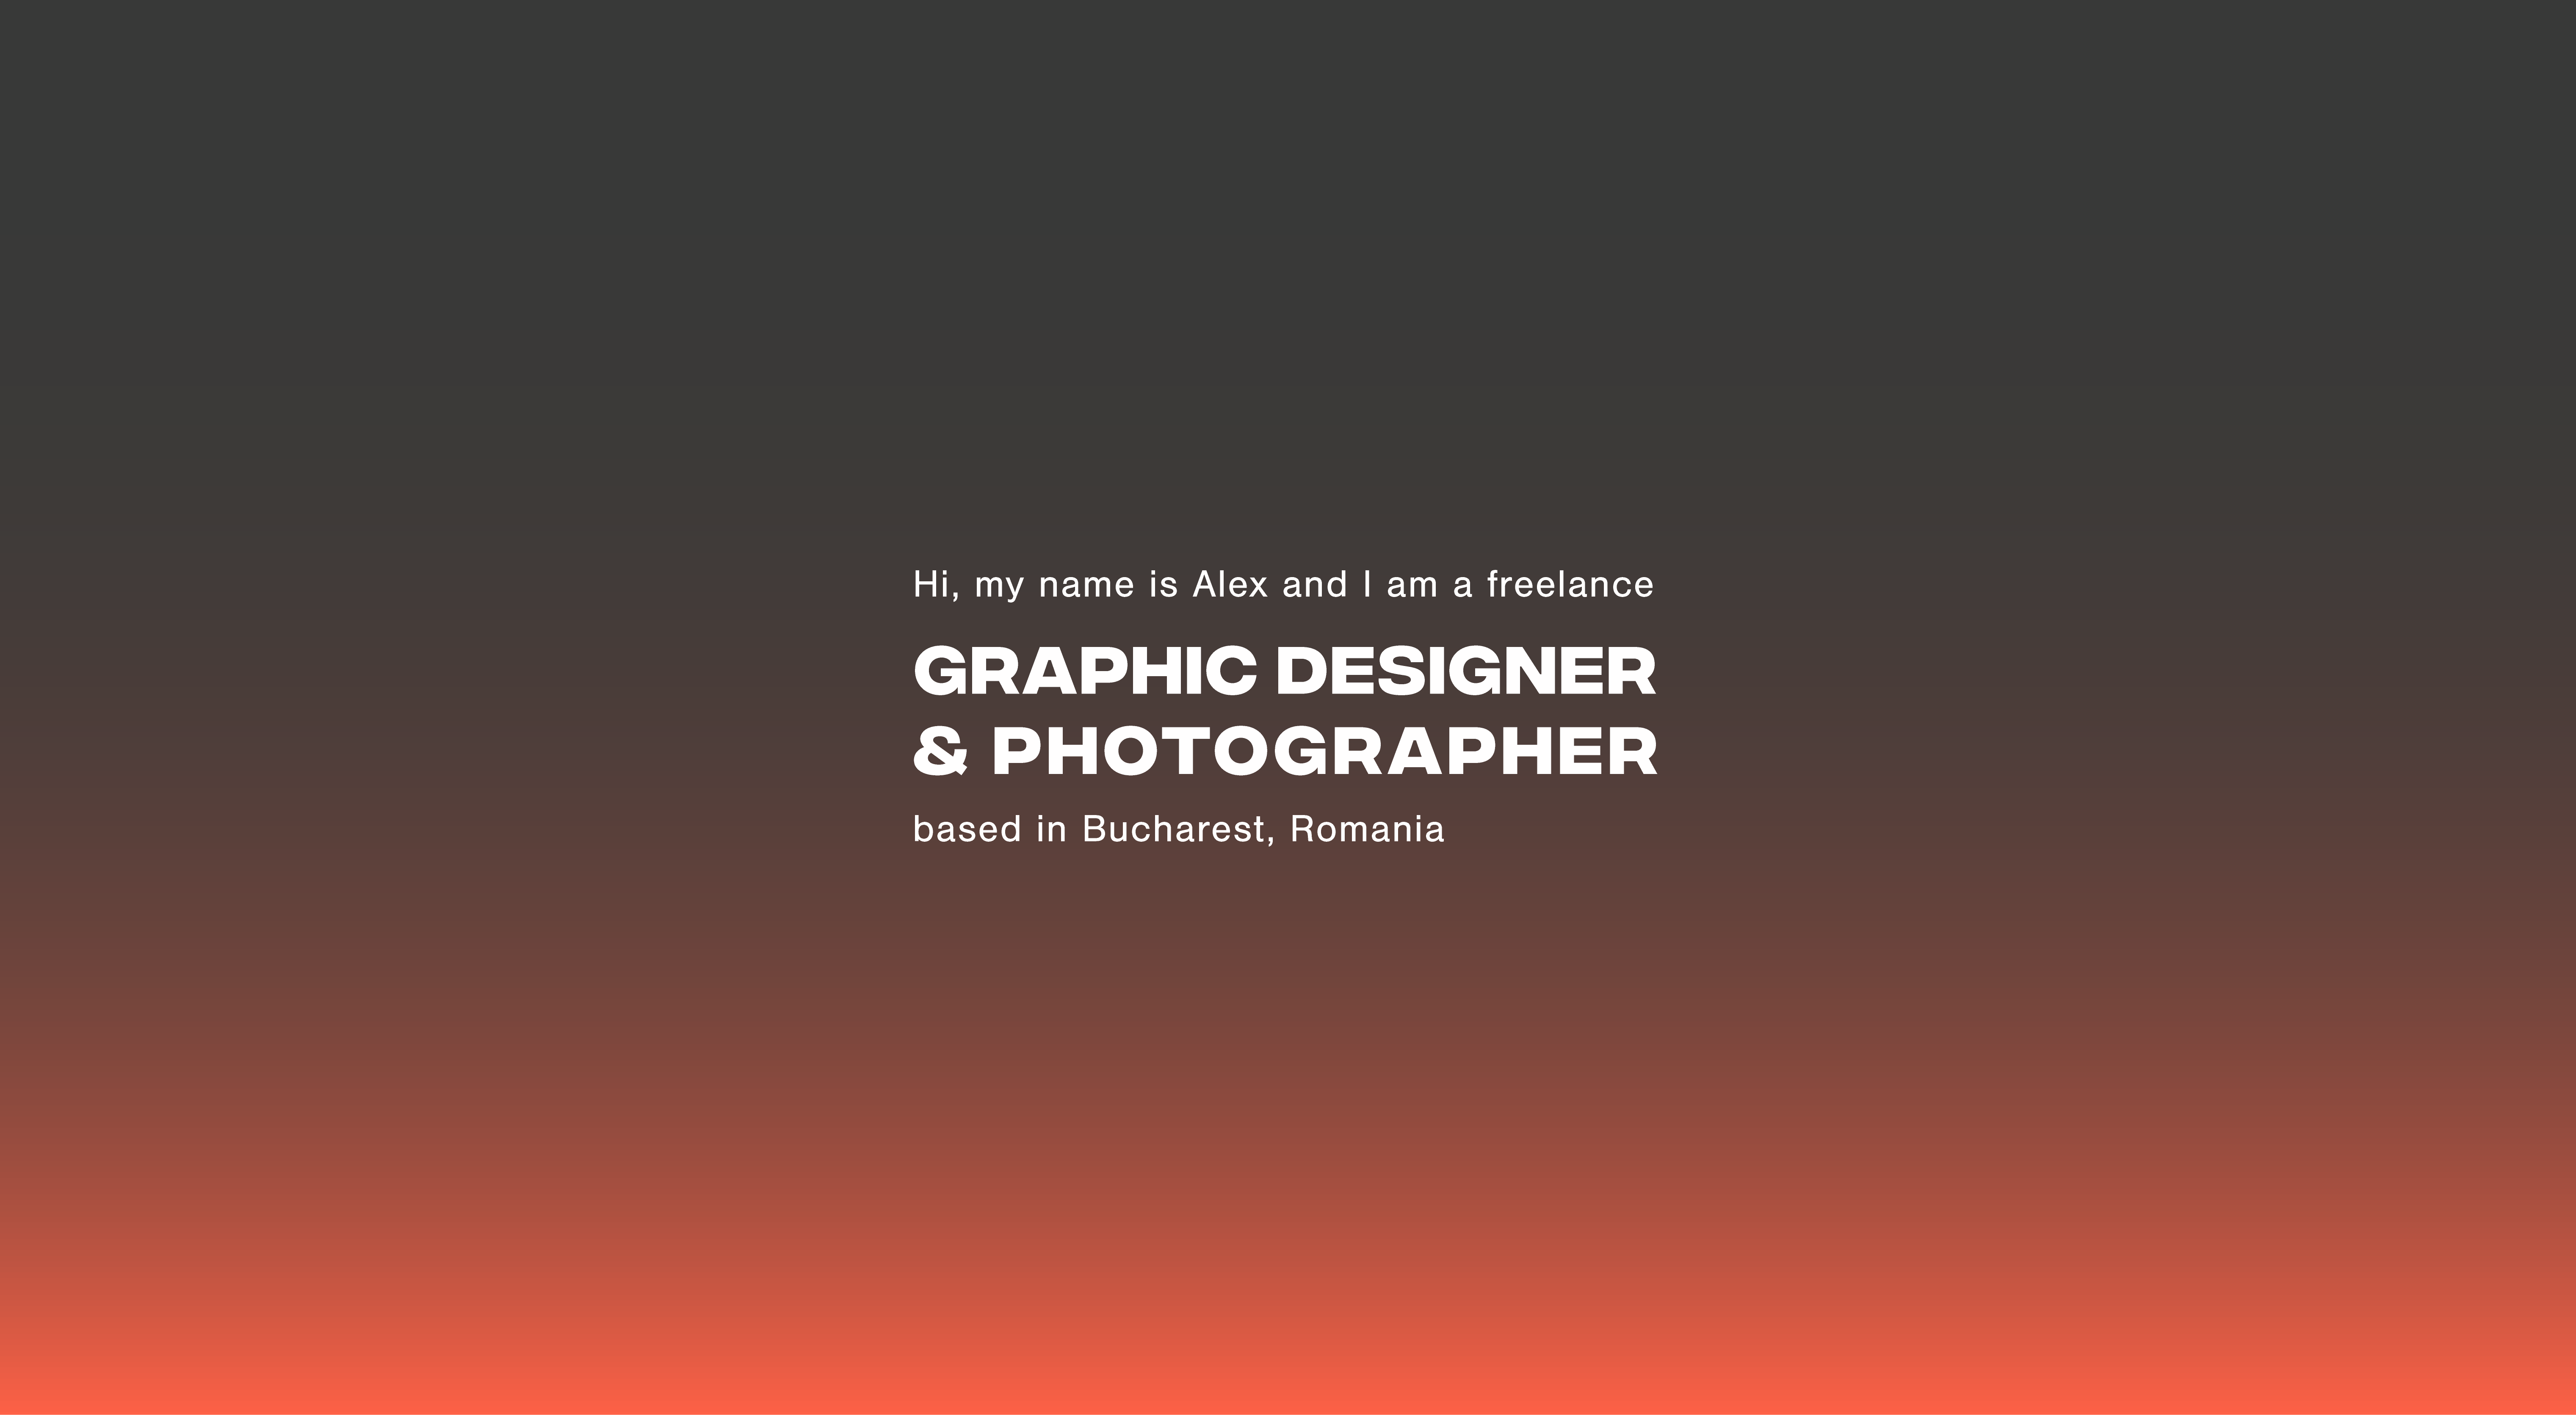 Hi, my name is Alex and I am a freelance
GRAPHIC DESIGNER
& PHOTOGRAPHER
based in Bucharest, Romania